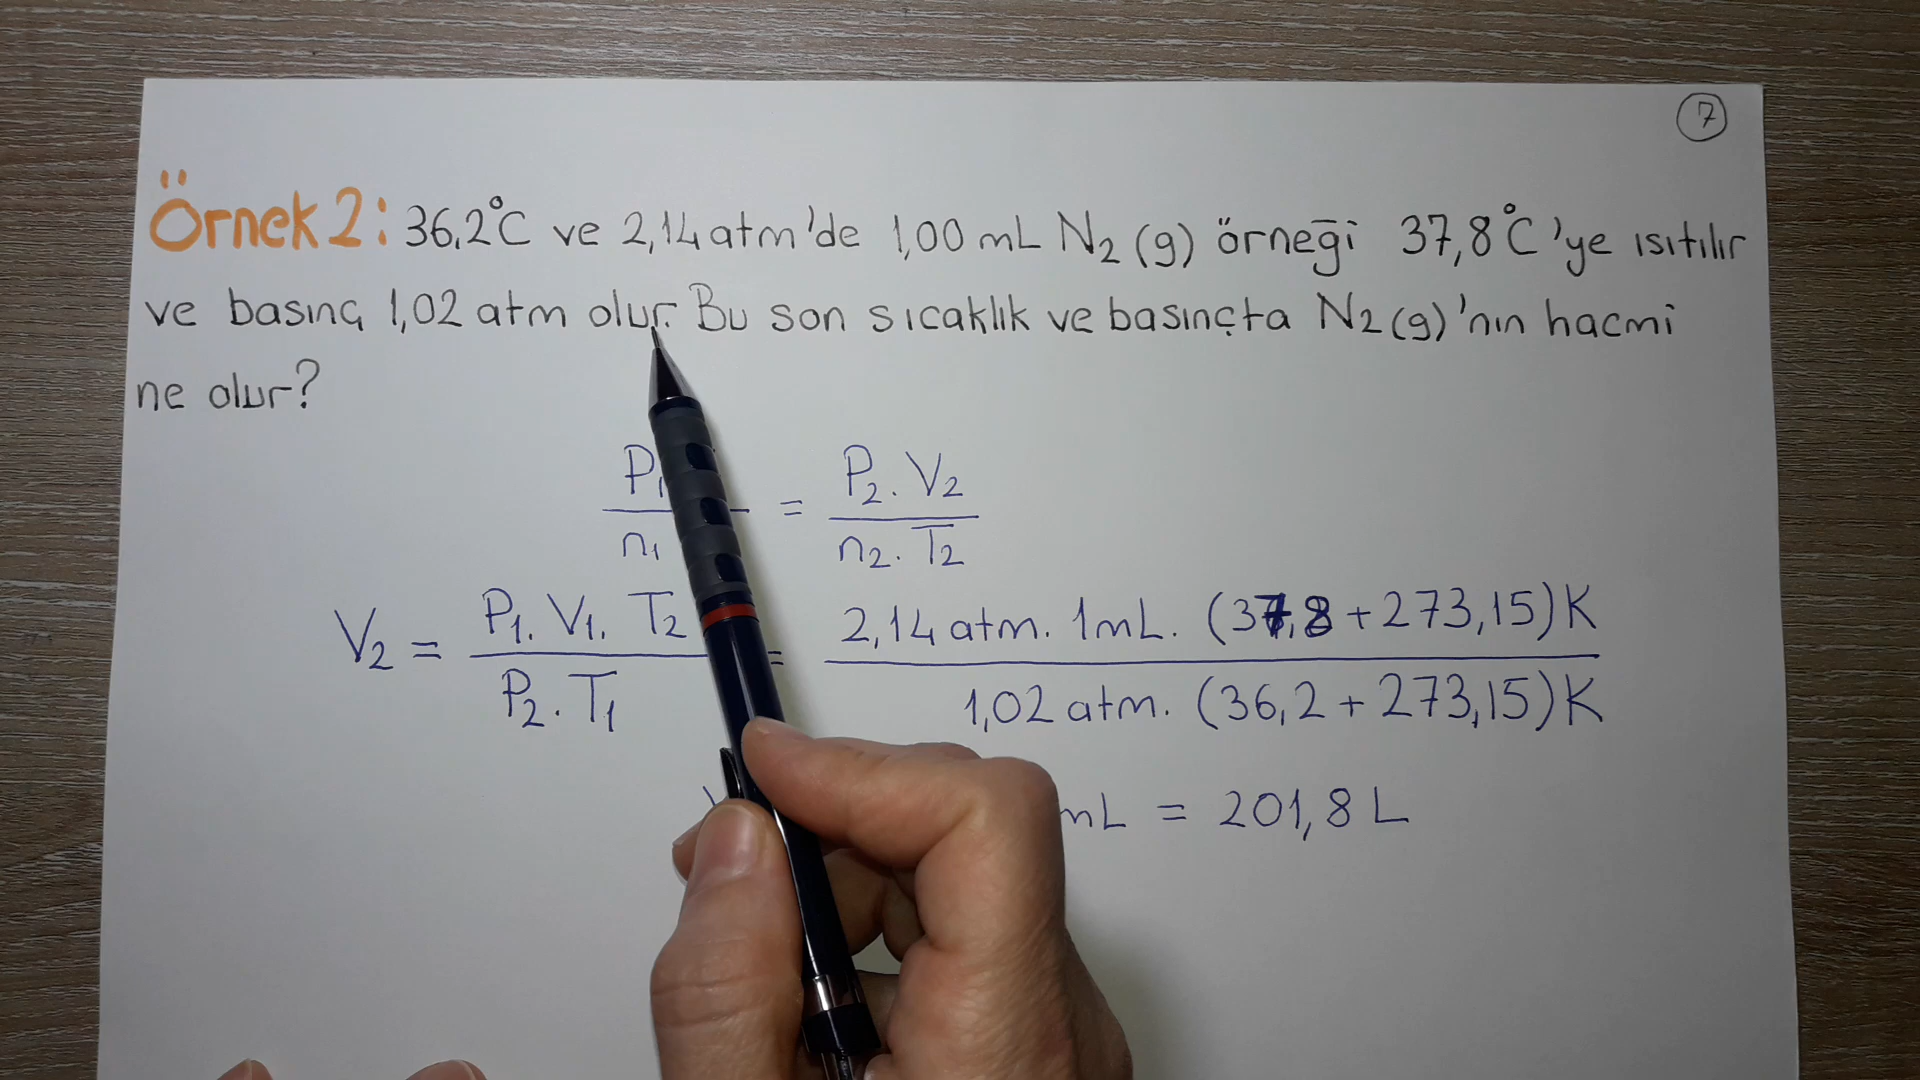 7
Örnek 2: 36,2°C ve 2,14 atm'de 1,00 mL N₂ (g) örneği 37,8°C'ye ısıtılır
ve basınç 1,02 atm olur. Bu son sıcaklık ve basınçta N₂ (g)'nın hacmi
ne olur?
P₁ = P₂ . V₂
n₁ n₂ . T₂
V₂ = P₁ . V₁ . T₂ = 2,14 atm . 1mL . (37,8 + 273,15) K
P₂ . T₁ 1,02 atm . (36,2 + 273,15) K
mL = 201,8 L